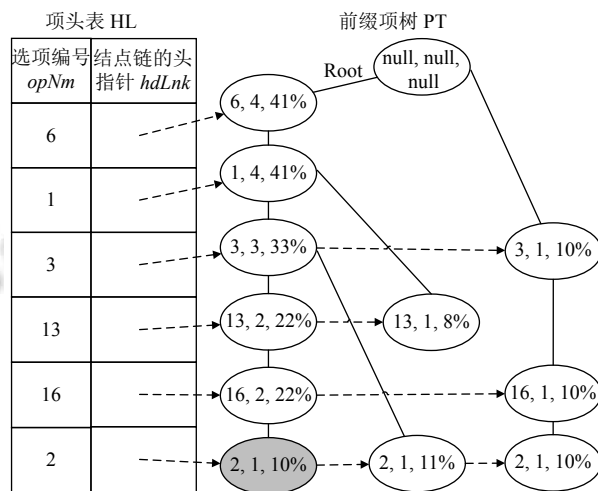 项头表 HL
前缀项树 PT
选项编号
opNm
结点链的头
指针 hdLnk
Root
null, null,
null
6
6, 4, 41%
1
1, 4, 41%
3
3, 3, 33%
3, 1, 10%
13
13, 2, 22%
13, 1, 8%
16
16, 2, 22%
16, 1, 10%
2
2, 1, 10%
2, 1, 11%
2, 1, 10%